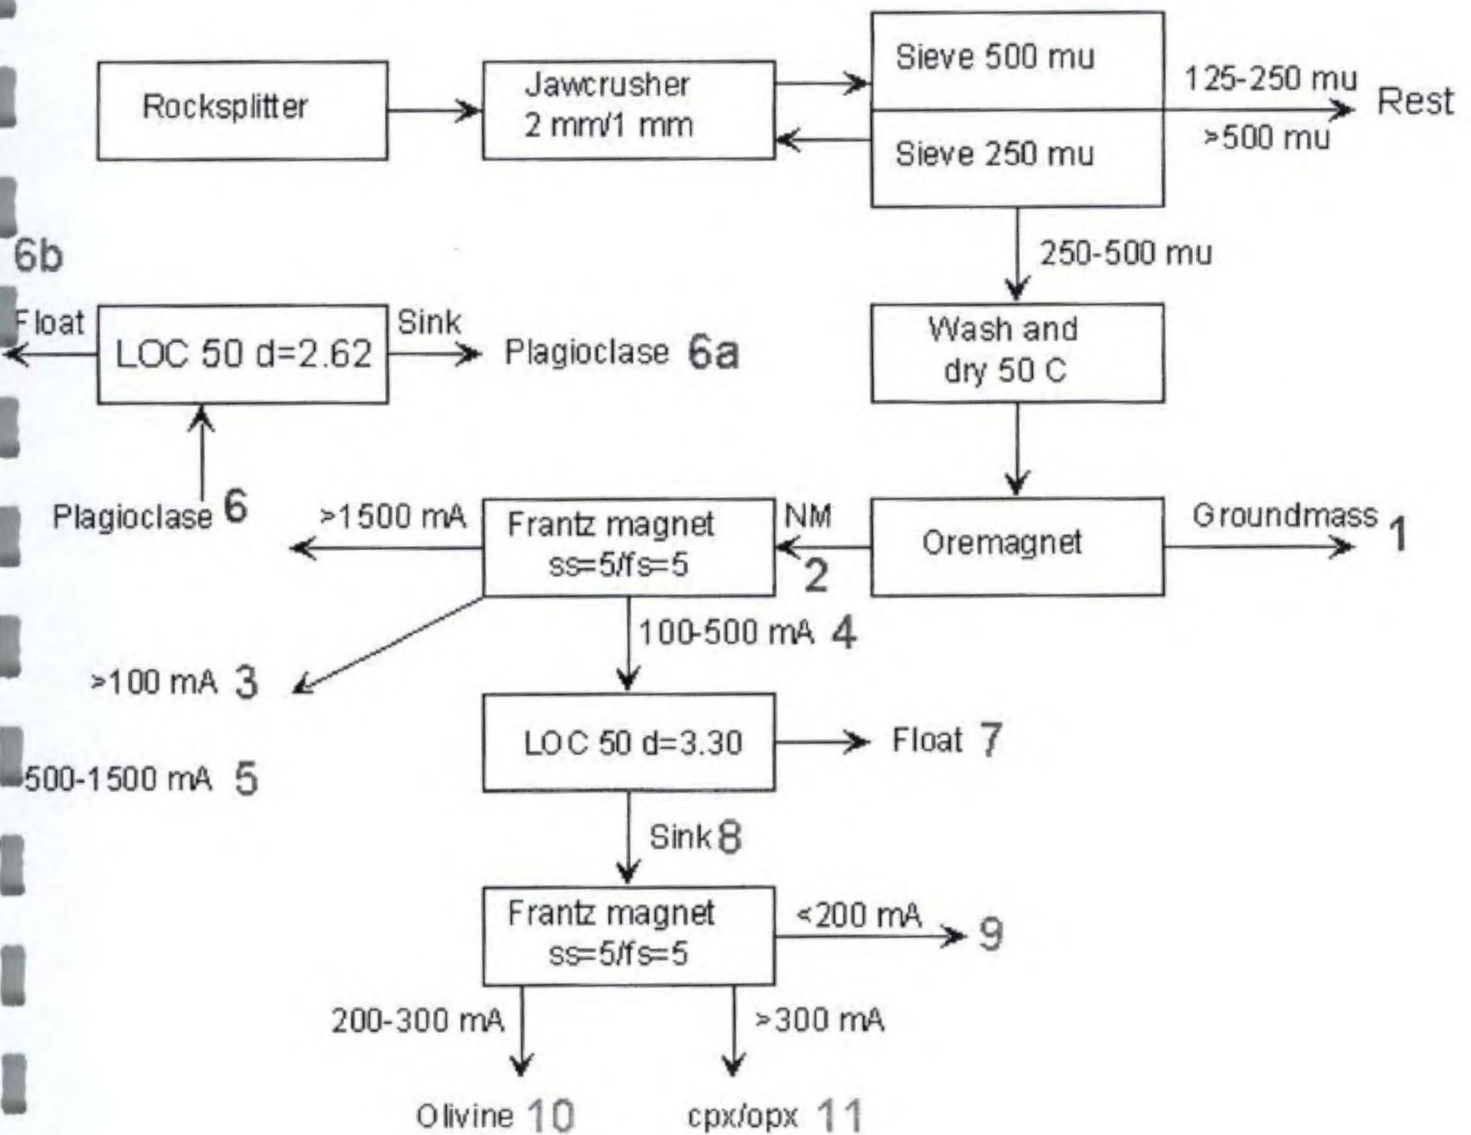 Rocksplitter
Jawcrusher
2 mm/1 mm
Sieve 500 mu
Sieve 250 mu
125-250 mu
>500 mu
Rest
250-500 mu
6b
Float
LOC 50 d=2.62
Sink
Plagioclase 6a
Wash and
dry 50 C
Plagioclase 6
>1500 mA
Frantz magnet
ss=5/fs=5
NM
2
Oremagnet
Groundmass 1
100-500 mA 4
>100 mA 3
500-1500 mA 5
LOC 50 d=3.30
Float 7
Sink 8
Frantz magnet
ss=5/fs=5
<200 mA
9
200-300 mA
>300 mA
Olivine 10
cpx/opx 11